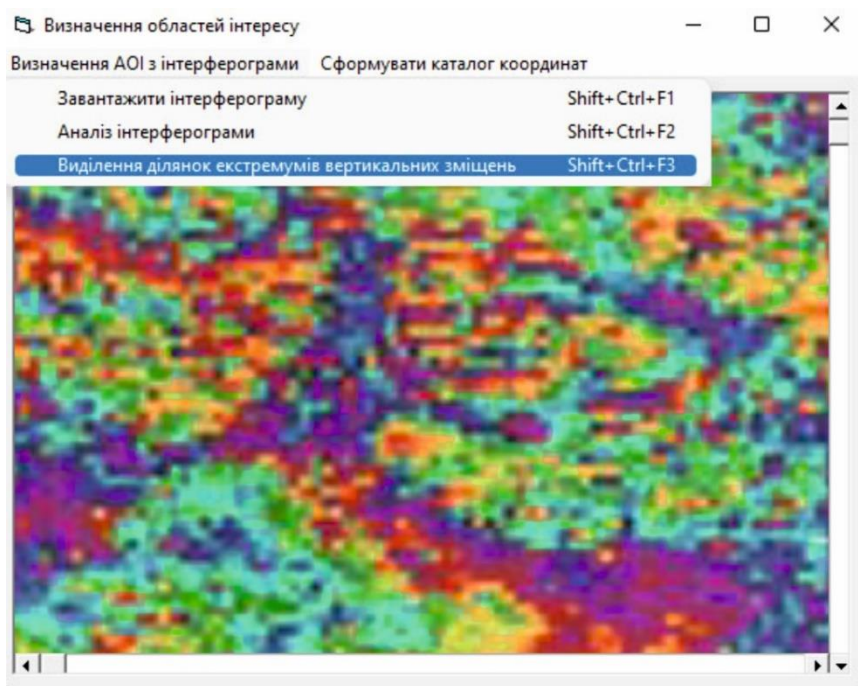 Визначення областей інтересу
Визначення AOI з інтерферограми Сформувати каталог координат
Завантажити інтерферограму Shift+Ctrl+F1
Аналіз інтерферограми Shift+Ctrl+F2
Виділення ділянок екстремумів вертикальних зміщень Shift+Ctrl+F3